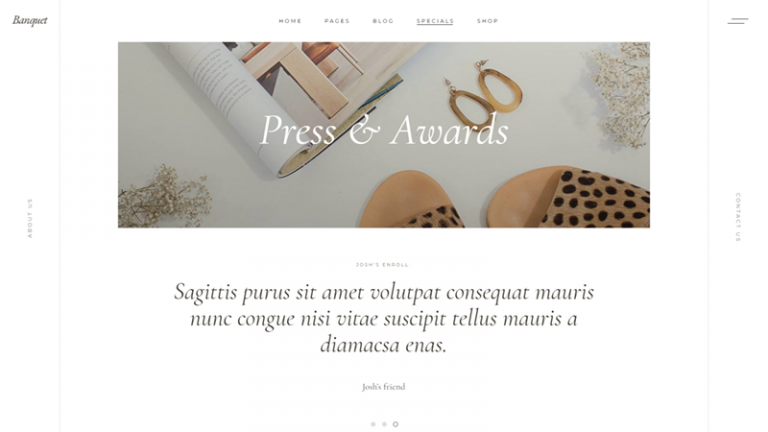 Banquet
HOME PAGES BLOG SPECIALS SHOP
Press & Awards
ABOUT US
CONTACT US
JOSH'S ENROLL
Sagittis purus sit amet volutpat consequat mauris
nunc congue nisi vitae suscipit tellus mauris a
diamacsa enas.
Josh's friend